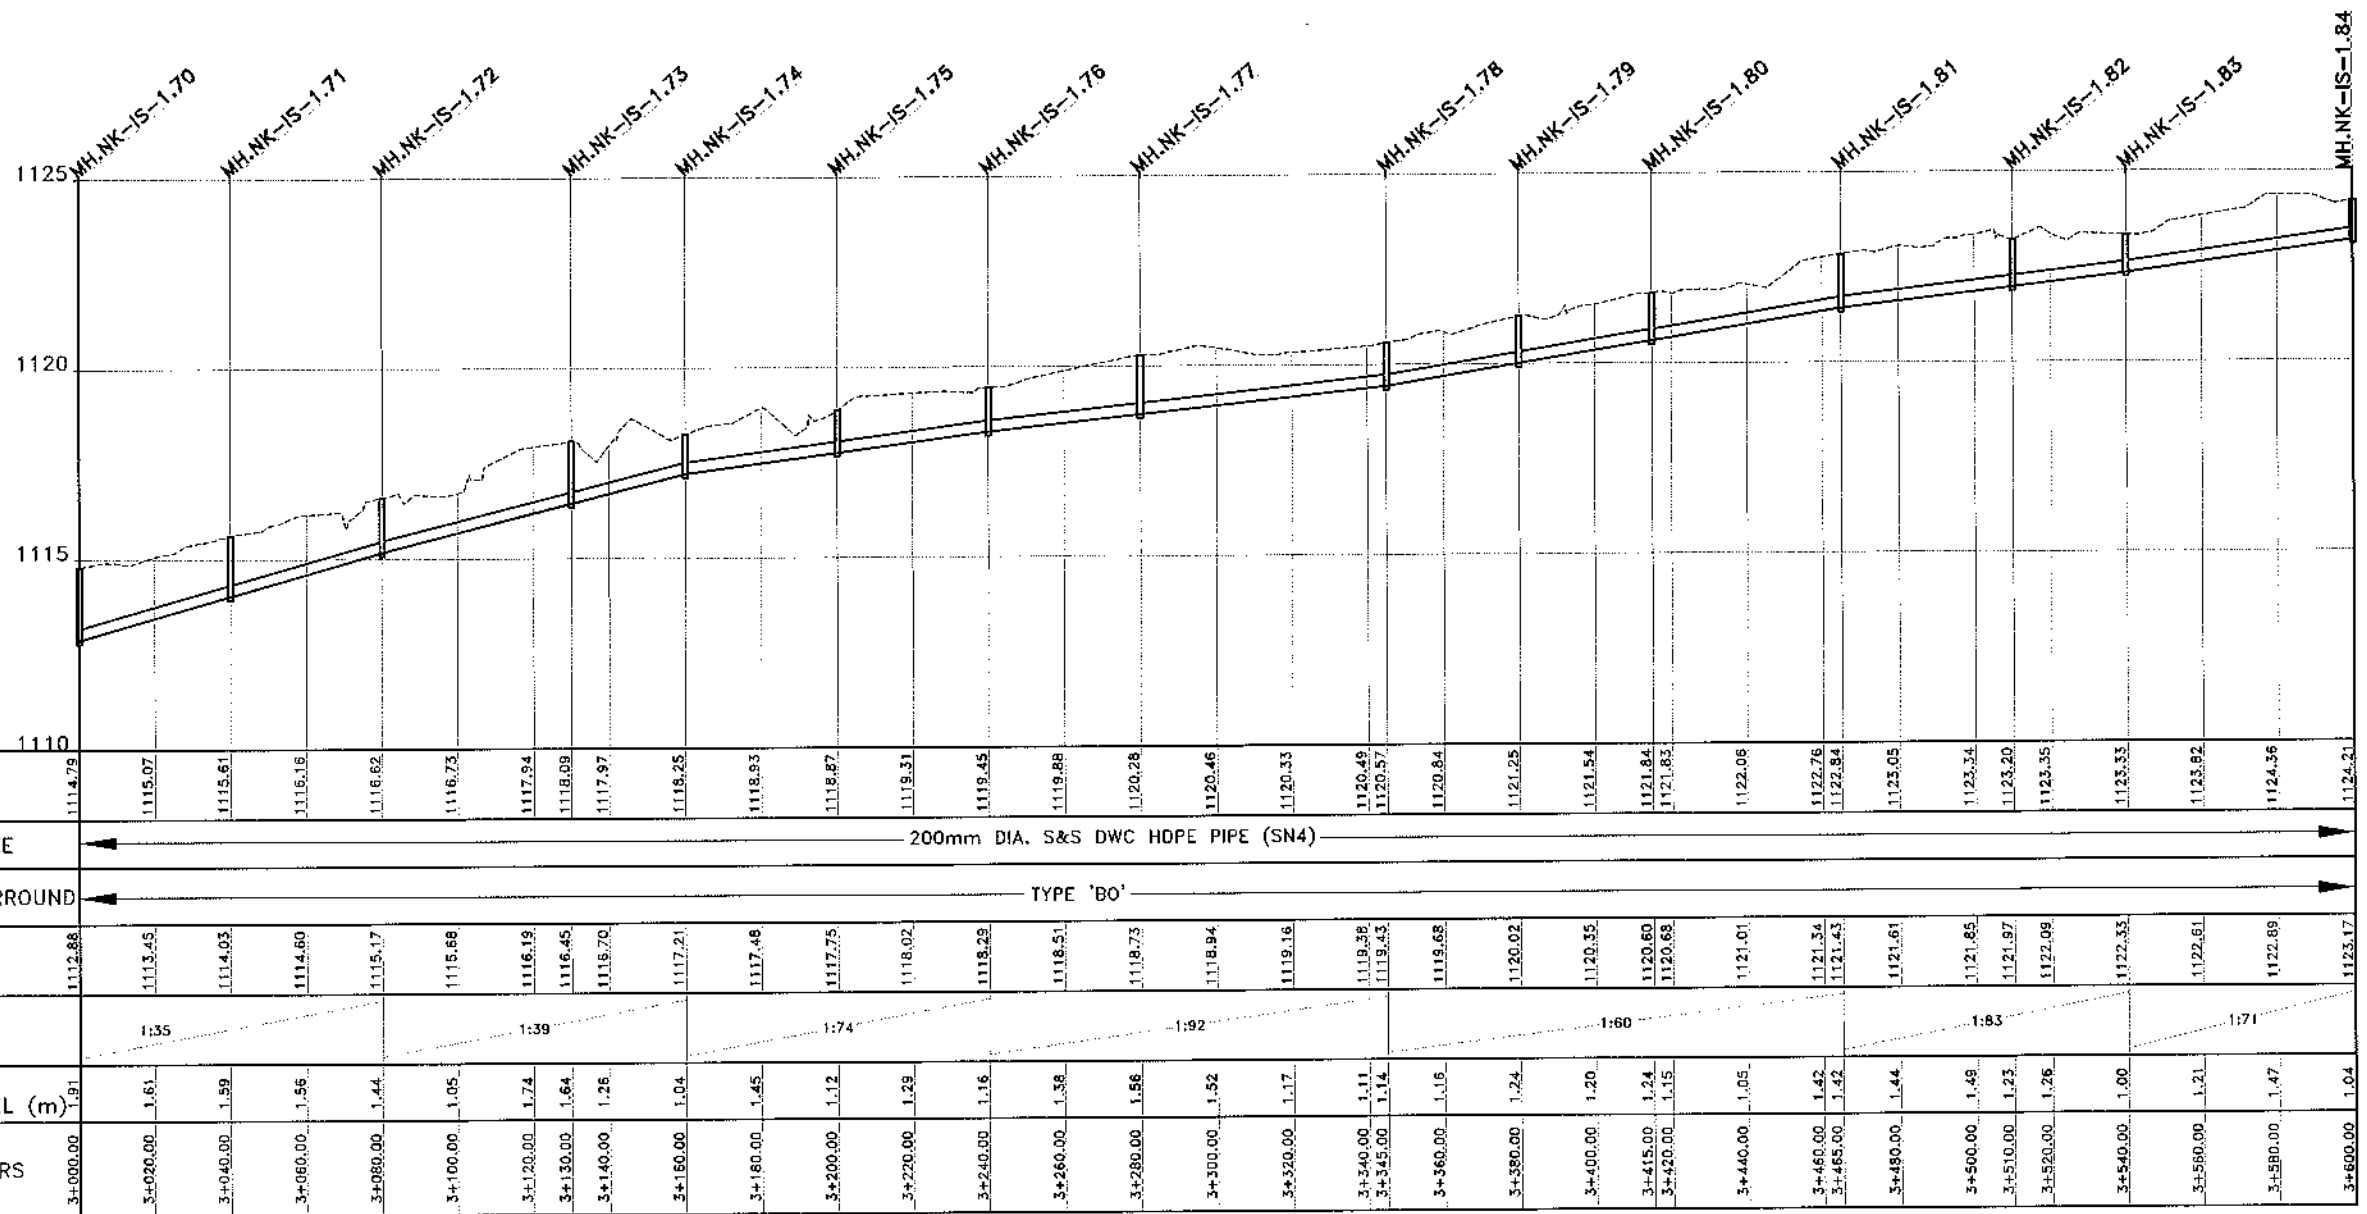 MH.NK-IS-1.70 MH.NK-IS-1.71 MH.NK-IS-1.72 MH.NK-IS-1.73 MH.NK-IS-1.74 MH.NK-IS-1.75 MH.NK-IS-1.76 MH.NK-IS-1.77 MH.NK-IS-1.78 MH.NK-IS-1.79 MH.NK-IS-1.80 MH.NK-IS-1.81 MH.NK-IS-1.82 MH.NK-IS-1.83 MH.NK-IS-1.84
1125
1120
1115
1110
1114.79 1115.07 1115.61 1116.16 1116.62 1116.73 1117.94 1118.09 1117.97 1118.25 1118.93 1118.87 1119.31 1119.45 1119.88 1120.28 1120.46 1120.33 1120.49 1120.57 1120.84 1121.25 1121.54 1121.84 1121.83 1122.06 1122.76 1122.84 1123.05 1123.34 1123.20 1123.35 1123.33 1123.82 1124.36 1124.21
E 200mm DIA. S&S DWC HDPE PIPE (SN4)
ROUND TYPE 'BO'
1112.88 1113.45 1114.03 1114.60 1115.17 1115.68 1116.19 1116.45 1116.70 1117.21 1117.48 1117.75 1118.02 1118.29 1118.51 1118.73 1118.94 1119.16 1119.38 1119.43 1119.68 1120.02 1120.35 1120.60 1120.68 1121.01 1121.34 1121.43 1121.61 1121.85 1121.97 1122.09 1122.33 1122.61 1122.89 1123.17
1:35 1:39 1:74 1:92 1:60 1:83 1:71
L (m) 1.91 1.61 1.59 1.56 1.44 1.05 1.74 1.64 1.26 1.04 1.45 1.12 1.29 1.16 1.38 1.56 1.52 1.17 1.11 1.14 1.16 1.24 1.20 1.24 1.15 1.05 1.42 1.42 1.44 1.49 1.23 1.26 1.00 1.21 1.47 1.04
RS 3+000.00 3+020.00 3+040.00 3+060.00 3+080.00 3+100.00 3+120.00 3+130.00 3+140.00 3+160.00 3+180.00 3+200.00 3+220.00 3+240.00 3+260.00 3+280.00 3+300.00 3+320.00 3+340.00 3+345.00 3+360.00 3+380.00 3+400.00 3+415.00 3+420.00 3+440.00 3+460.00 3+465.00 3+480.00 3+500.00 3+510.00 3+520.00 3+540.00 3+560.00 3+580.00 3+600.00